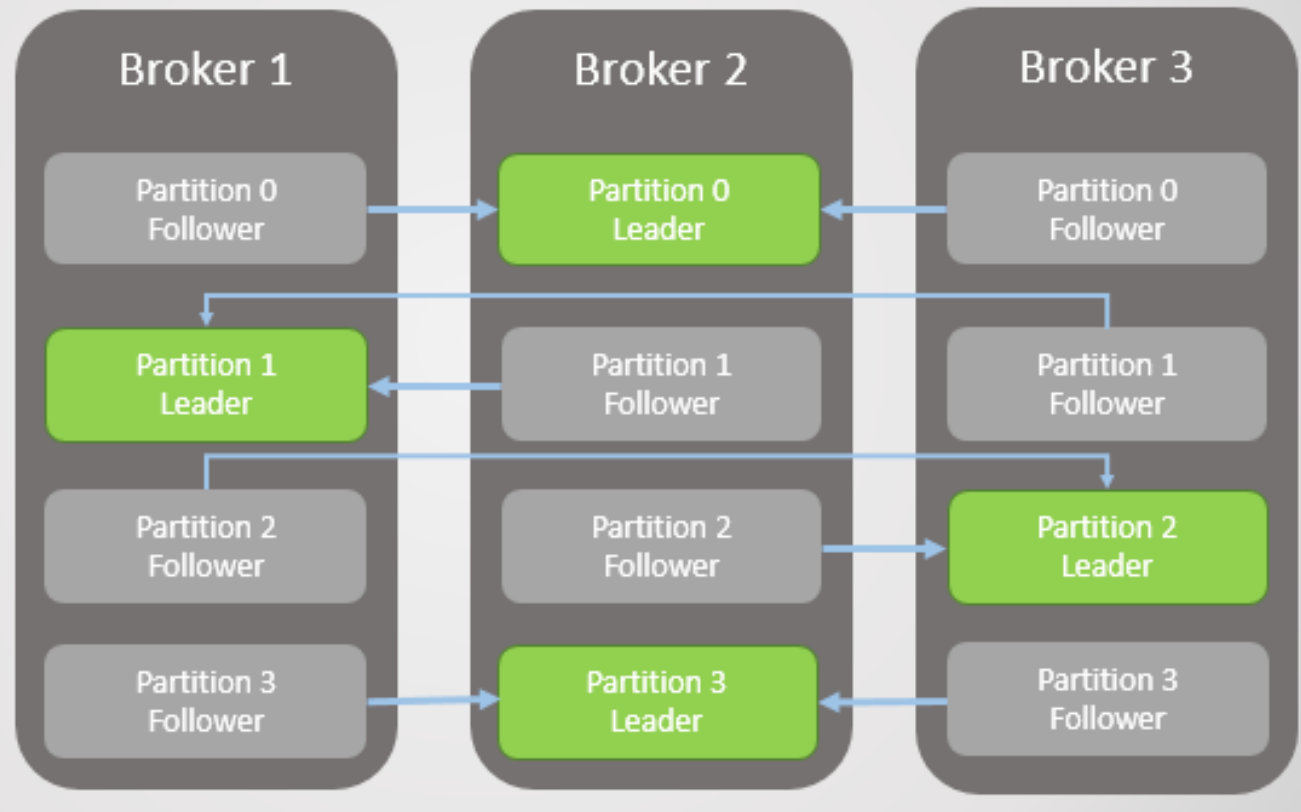 Broker 1
Partition 0
Follower
Partition 1
Leader
Partition 2
Follower
Partition 3
Follower
Broker 2
Partition 0
Leader
Partition 1
Follower
Partition 2
Follower
Partition 3
Leader
Broker 3
Partition 0
Follower
Partition 1
Follower
Partition 2
Leader
Partition 3
Follower